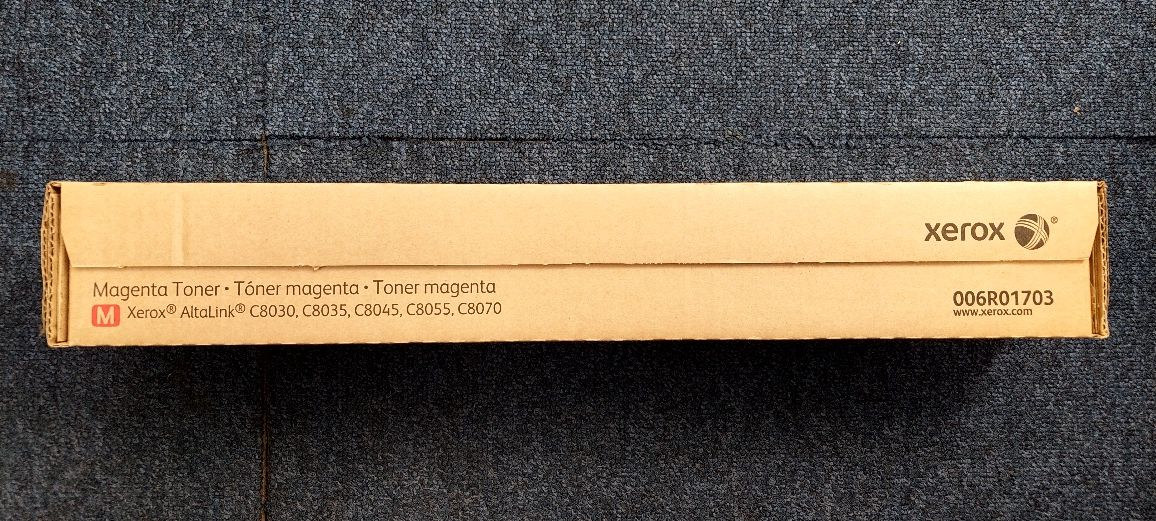 xerox ®
Magenta Toner • Tóner magenta • Toner magenta
M Xerox® AltaLink® C8030, C8035, C8045, C8055, C8070
006R01703
www.xerox.com